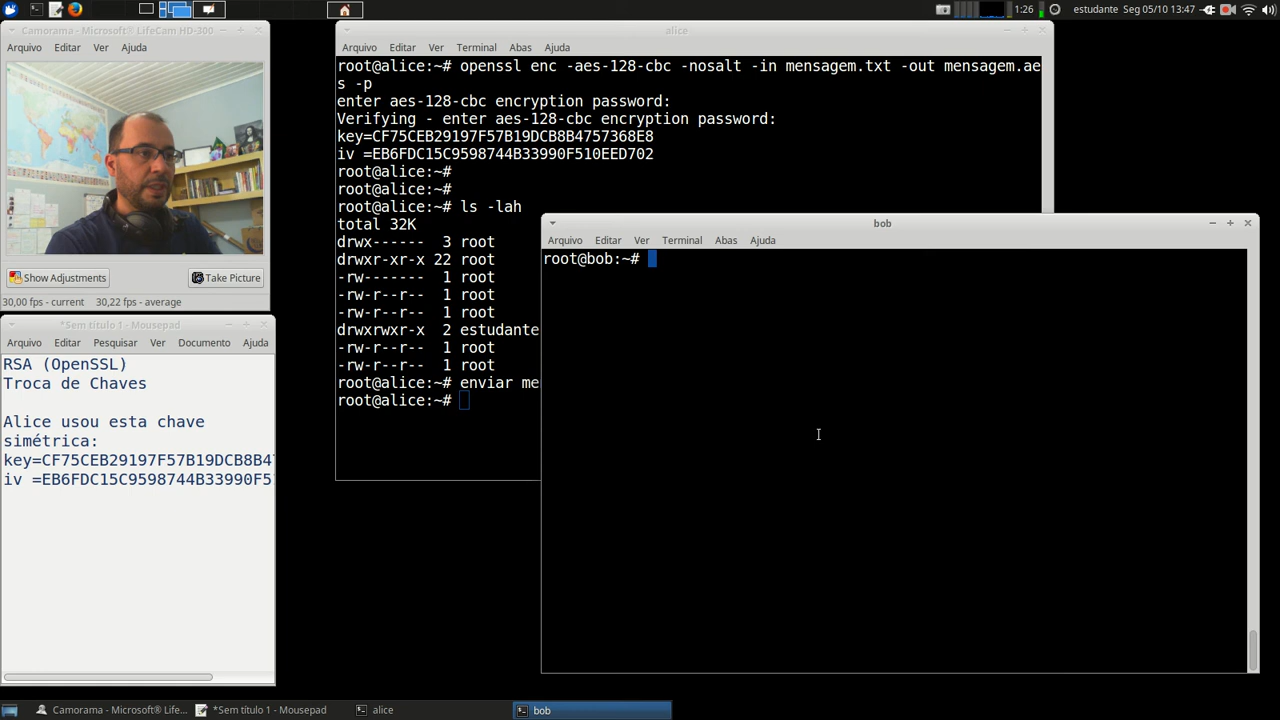 1:26
estudante Seg 05/10 13:47
Camorama - Microsoft® LifeCam HD-300
Arquivo Editar Ver Ajuda
Show Adjustments
Take Picture
30,00 fps - current 30,22 fps - average
*Sem título 1 - Mousepad
Arquivo Editar Pesquisar Ver Documento Ajuda
RSA (OpenSSL)
Troca de Chaves
Alice usou esta chave
simétrica:
key=CF75CEB29197F57B19DCB8B4
iv =EB6FDC15C9598744B33990F5
alice
Arquivo Editar Ver Terminal Abas Ajuda
root@alice:~# openssl enc -aes-128-cbc -nosalt -in mensagem.txt -out mensagem.ae
s -p
enter aes-128-cbc encryption password:
Verifying - enter aes-128-cbc encryption password:
key=CF75CEB29197F57B19DCB8B4757368E8
iv =EB6FDC15C9598744B33990F510EED702
root@alice:~#
root@alice:~#
root@alice:~# ls -lah
total 32K
drwx------ 3 root
drwxr-xr-x 22 root
-rw------- 1 root
-rw-r--r-- 1 root
-rw-r--r-- 1 root
drwxrwxr-x 2 estudante
-rw-r--r-- 1 root
-rw-r--r-- 1 root
root@alice:~# enviar me
root@alice:~#
bob
Arquivo Editar Ver Terminal Abas Ajuda
root@bob:~#
Camorama - Microsoft® Life...
*Sem título 1 - Mousepad
alice
bob